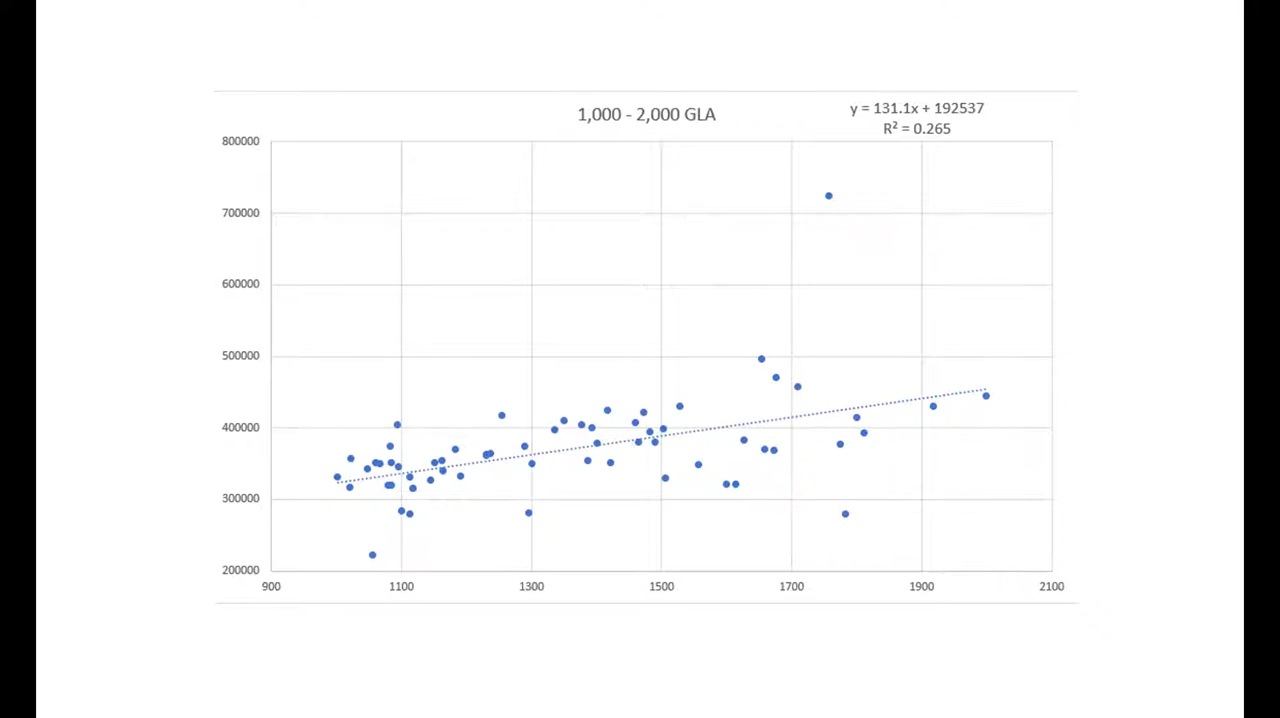 1,000 - 2,000 GLA
y = 131.1x + 192537
R² = 0.265
800000
700000
600000
500000
400000
300000
200000
900 1100 1300 1500 1700 1900 2100